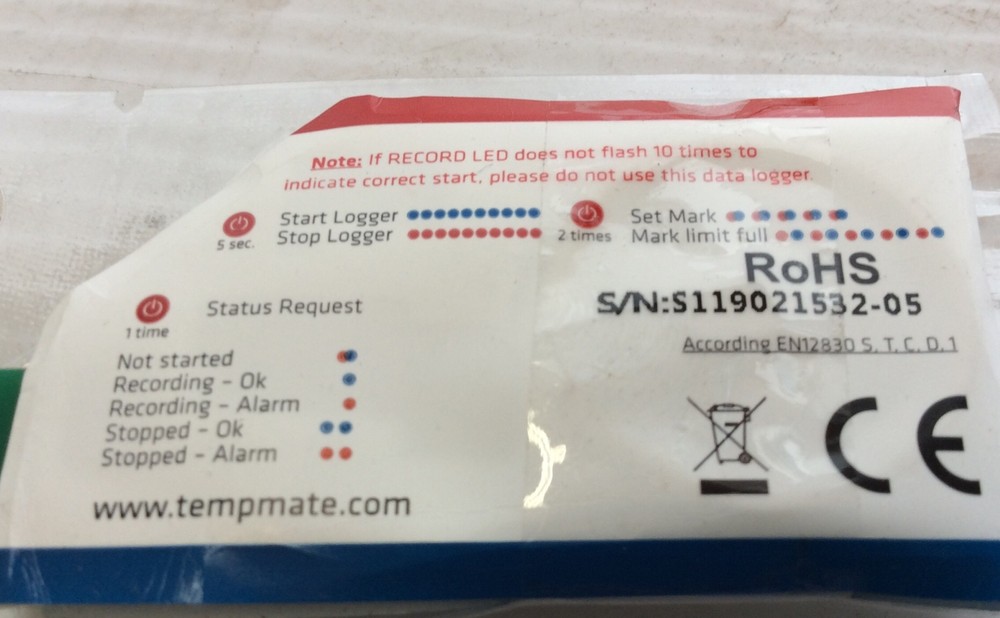 Note: If RECORD LED does not flash 10 times to
indicate correct start, please do not use this data logger.
5 sec.
Start Logger
Stop Logger
2 times
Set Mark
Mark limit full
RoHS
S/N:S119021532-05
According EN12830 S, T, C, D, 1
1 time
Status Request
Not started
Recording - Ok
Recording - Alarm
Stopped - Ok
Stopped - Alarm
www.tempmate.com
CE